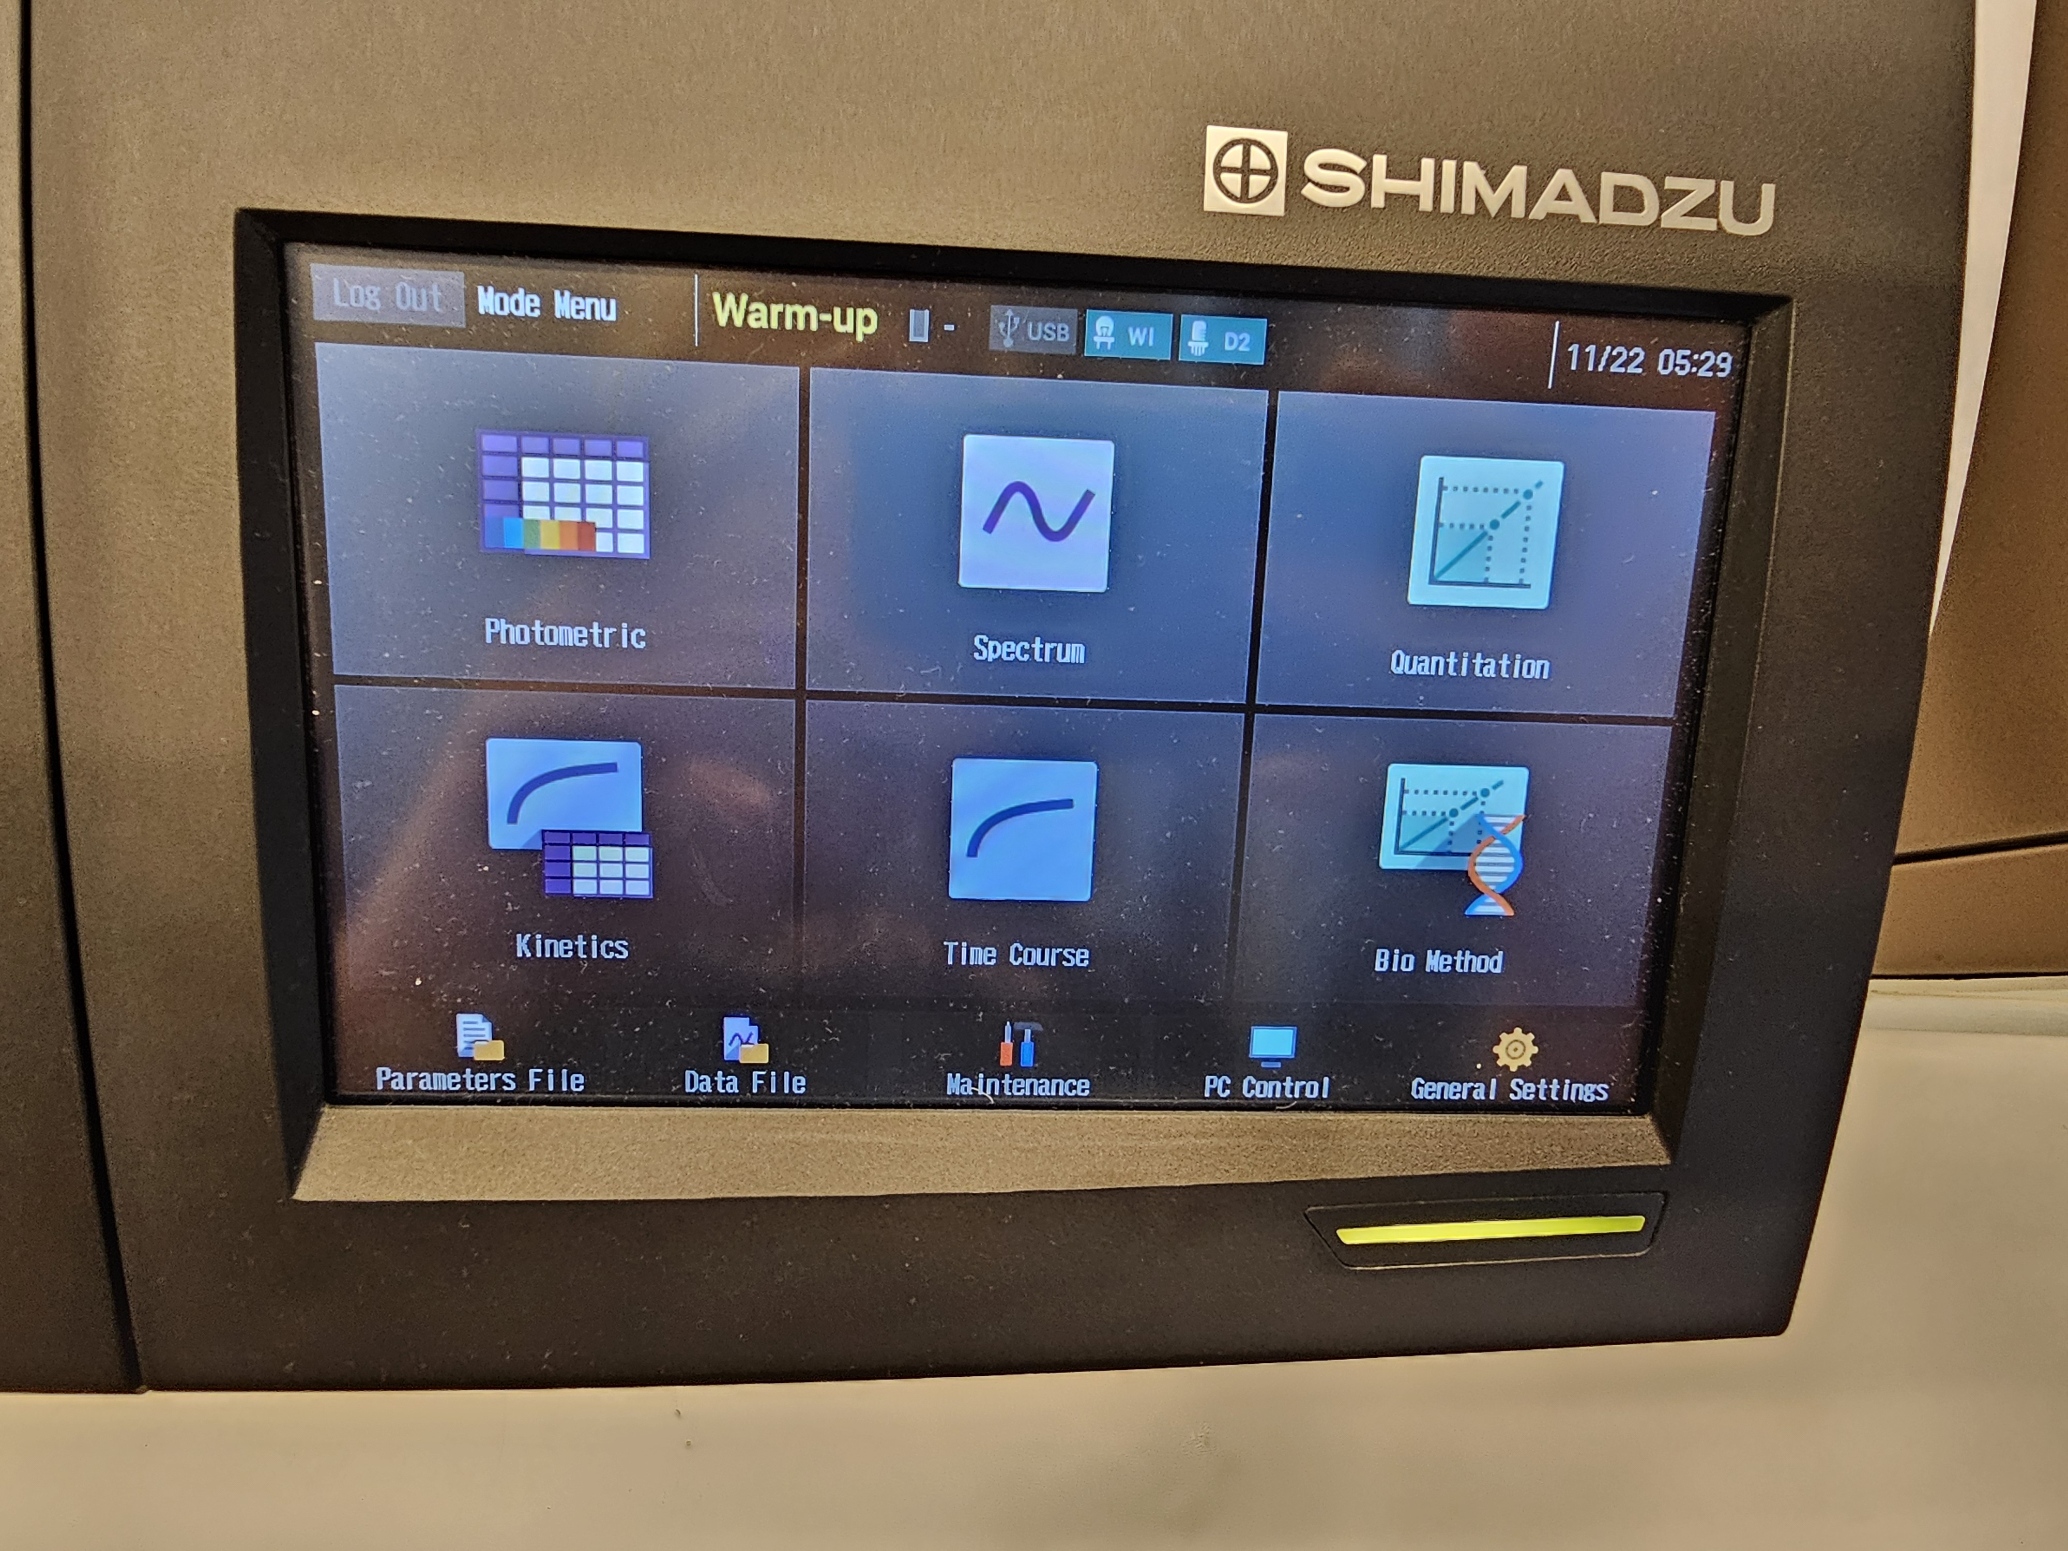 SHIMADZU
Log Out Mode Menu Warm-up - USB WI D2 11/22 05:29
Photometric Spectrum Quantitation
Kinetics Time Course Bio Method
Parameters File Data File Maintenance PC Control General Settings